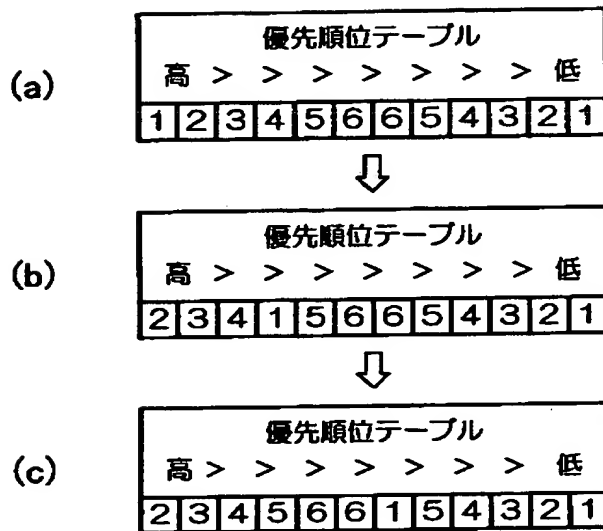 優先順位テーブル
(a)
高 > > > > > > > 低
1 2 3 4 5 6 6 5 4 3 2 1
優先順位テーブル
(b)
高 > > > > > > > 低
2 3 4 1 5 6 6 5 4 3 2 1
優先順位テーブル
(c)
高 > > > > > > > 低
2 3 4 5 6 6 1 5 4 3 2 1